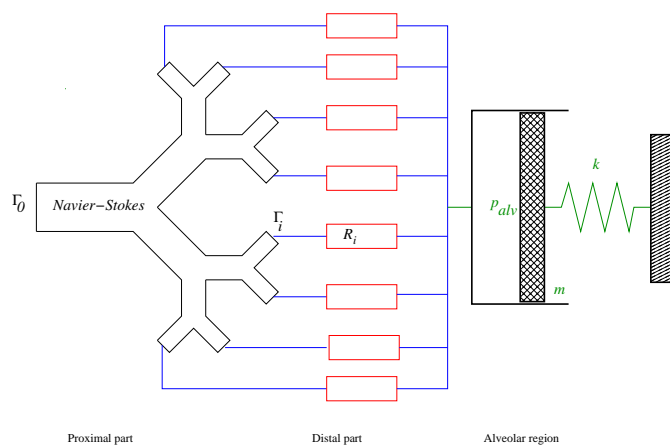 k
Γ0 Navier-Stokes palv
Γi
Ri
m
Proximal part Distal part Alveolar region